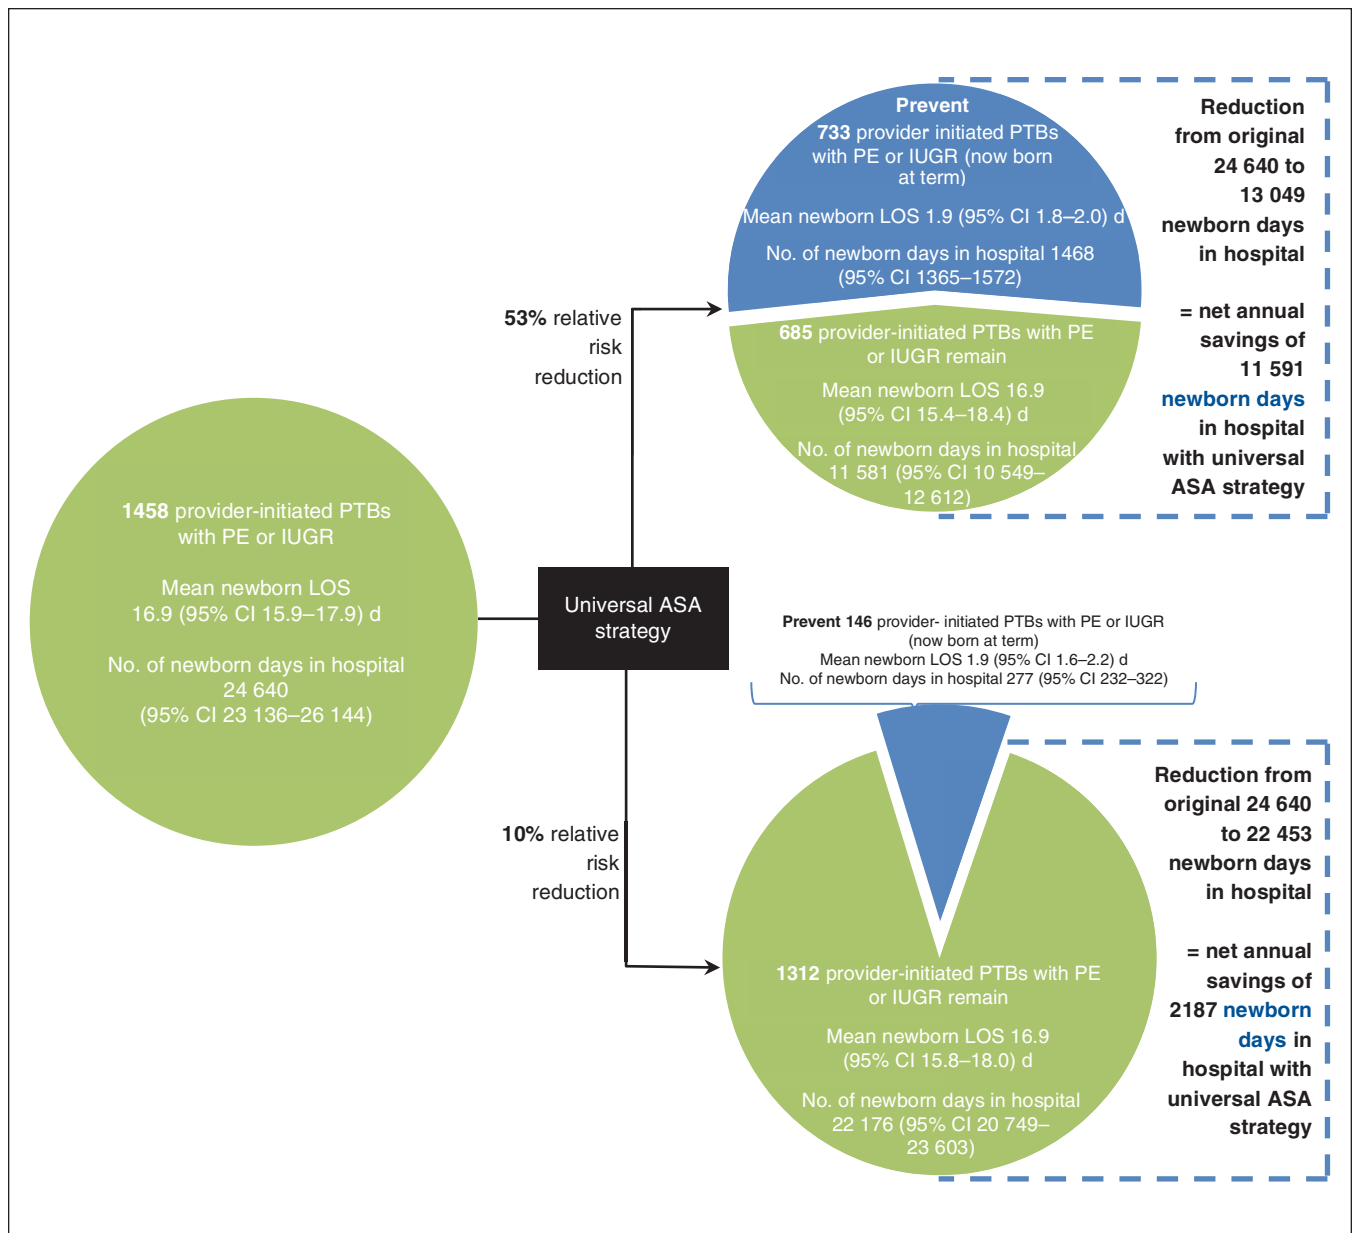 1458 provider-initiated PTBs
with PE or IUGR
Mean newborn LOS
16.9 (95% CI 15.9–17.9) d
No. of newborn days in hospital
24 640
(95% CI 23 136–26 144)
Universal ASA
strategy
53% relative
risk
reduction
Prevent
733 provider initiated PTBs
with PE or IUGR (now born
at term)
Mean newborn LOS 1.9 (95% CI 1.8–2.0) d
No. of newborn days in hospital 1468
(95% CI 1365–1572)
685 provider-initiated PTBs with PE
or IUGR remain
Mean newborn LOS 16.9
(95% CI 15.4–18.4) d
No. of newborn days in hospital
11 581 (95% CI 10 549–
12 612)
Reduction
from original
24 640 to
13 049
newborn days
in hospital
= net annual
savings of
11 591
newborn days
in hospital
with universal
ASA strategy
10% relative
risk
reduction
Prevent 146 provider- initiated PTBs with PE or IUGR
(now born at term)
Mean newborn LOS 1.9 (95% CI 1.6–2.2) d
No. of newborn days in hospital 277 (95% CI 232–322)
1312 provider-initiated PTBs with PE
or IUGR remain
Mean newborn LOS 16.9
(95% CI 15.8–18.0) d
No. of newborn days in hospital
22 176 (95% CI 20 749–
23 603)
Reduction from
original 24 640
to 22 453
newborn days
in hospital
= net annual
savings of
2187 newborn
days in
hospital with
universal ASA
strategy